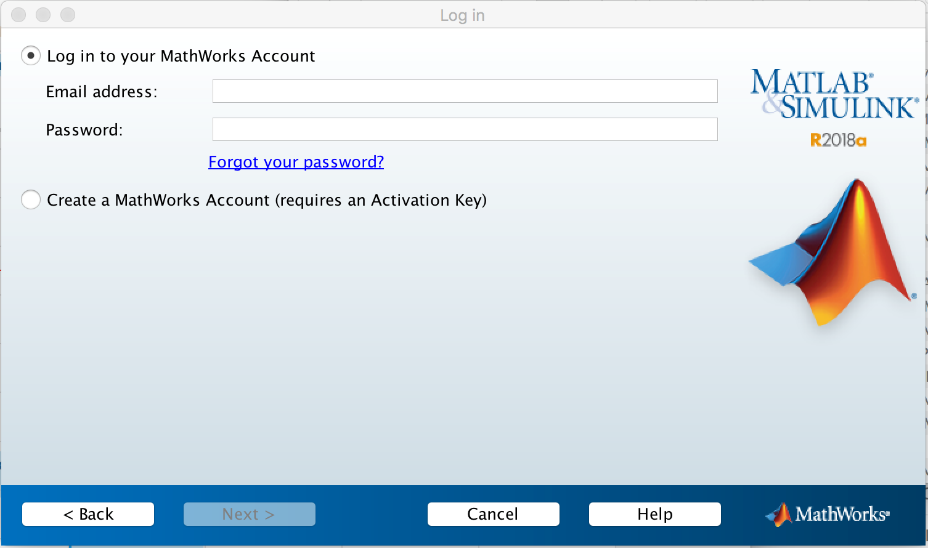 Log in
Log in to your MathWorks Account
Email address:
Password:
Forgot your password?
Create a MathWorks Account (requires an Activation Key)
MATLAB®
&SIMULINK®
R2018a
< Back
Next >
Cancel
Help
MathWorks®